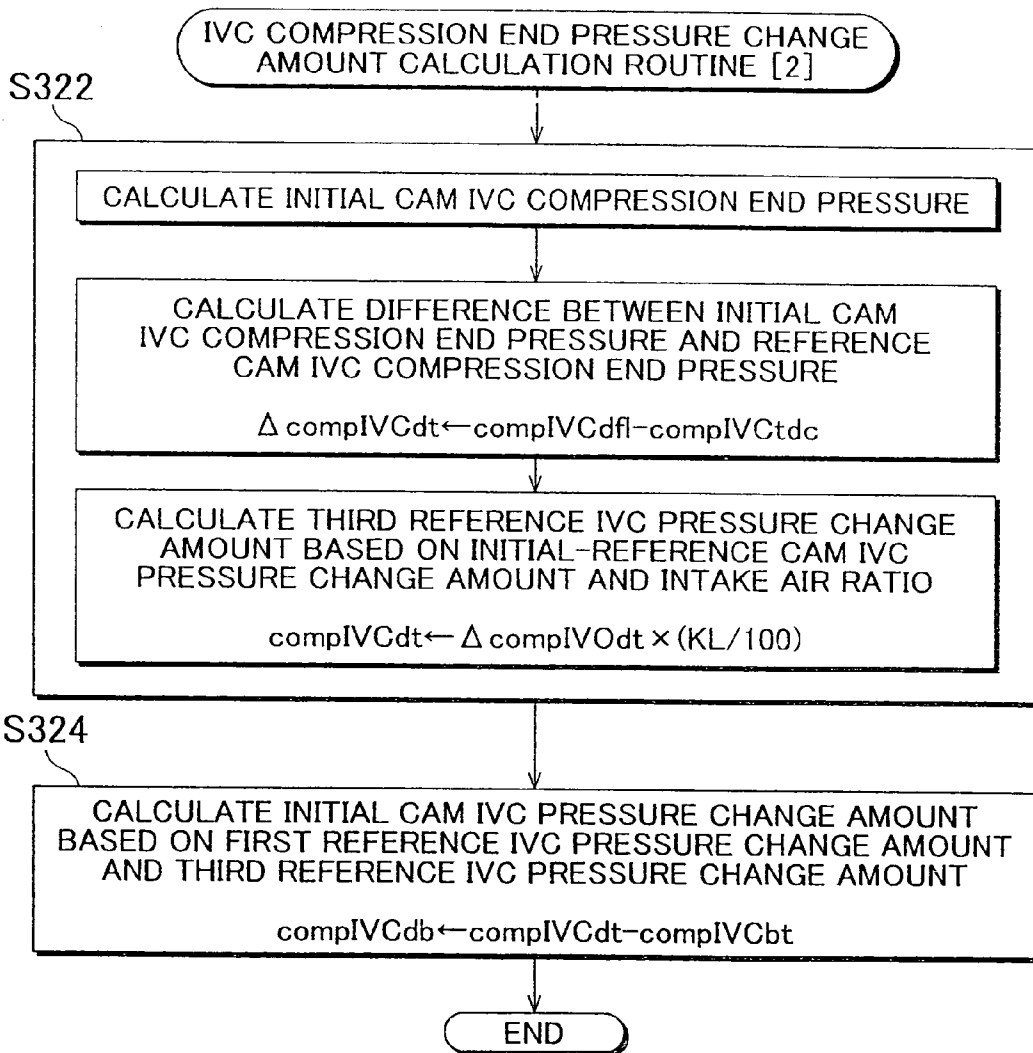 IVC COMPRESSION END PRESSURE CHANGE
AMOUNT CALCULATION ROUTINE [2]
S322
CALCULATE INITIAL CAM IVC COMPRESSION END PRESSURE
CALCULATE DIFFERENCE BETWEEN INITIAL CAM
IVC COMPRESSION END PRESSURE AND REFERENCE
CAM IVC COMPRESSION END PRESSURE
Δ compIVCdt←compIVCdfl-compIVCtdc
CALCULATE THIRD REFERENCE IVC PRESSURE CHANGE
AMOUNT BASED ON INITIAL-REFERENCE CAM IVC
PRESSURE CHANGE AMOUNT AND INTAKE AIR RATIO
compIVCdt← Δ compIVOdt ×(KL/100)
S324
CALCULATE INITIAL CAM IVC PRESSURE CHANGE AMOUNT
BASED ON FIRST REFERENCE IVC PRESSURE CHANGE AMOUNT
AND THIRD REFERENCE IVC PRESSURE CHANGE AMOUNT
compIVCdb←compIVCdt-compIVCbt
END